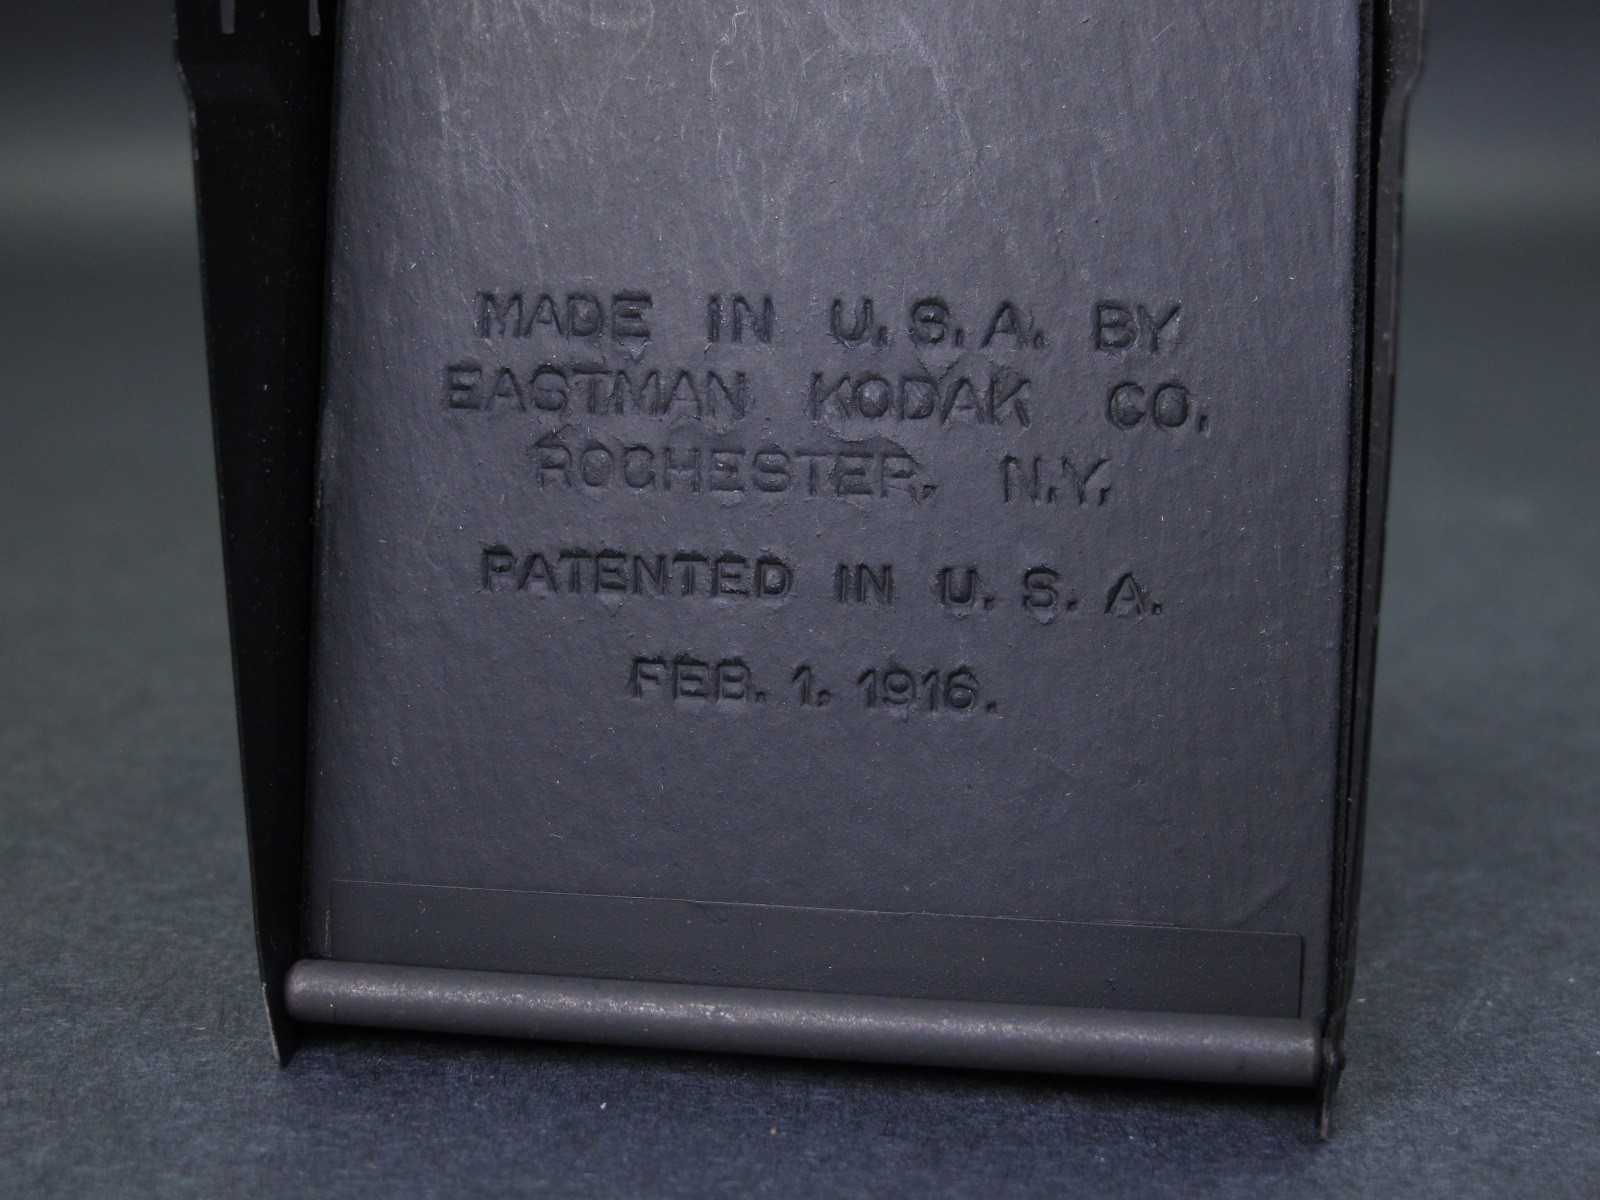 MADE IN U.S.A. BY
EASTMAN KODAK CO.
ROCHESTER, N.Y.
PATENTED IN U.S.A.
FEB. 1, 1916.